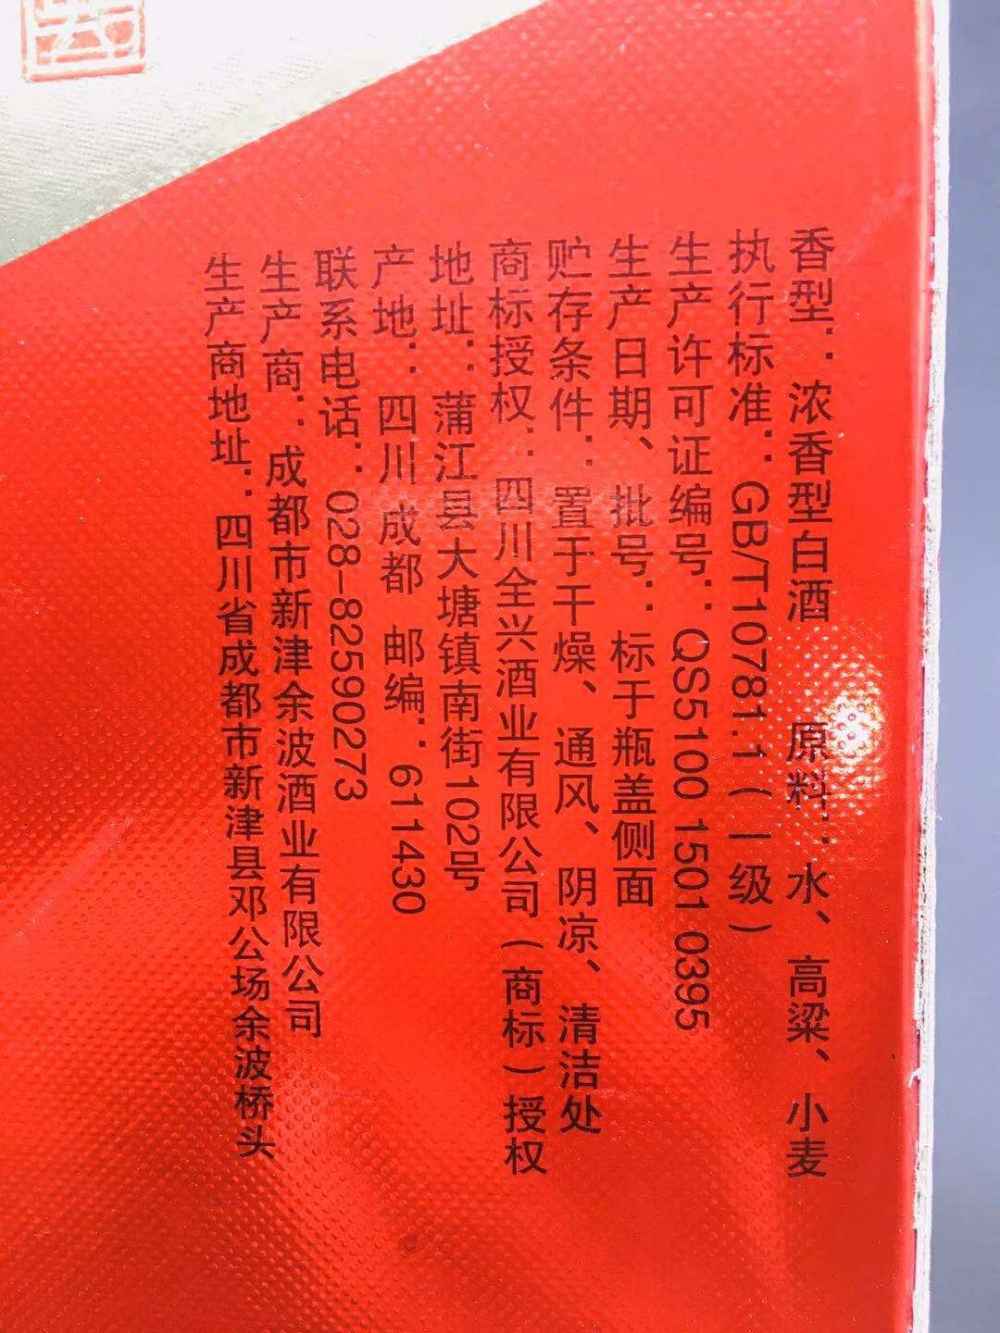 香型：浓香型白酒 原料：水、高粱、小麦
执行标准：GB/T10781.1（一级）
生产许可证编号：QS5100 1501 0395
生产日期、批号：标于瓶盖侧面
贮存条件：置于干燥、通风、阴凉、清洁处
商标授权：四川全兴酒业有限公司（商标）授权
地址：蒲江县大塘镇南街102号
产地：四川 成都 邮编：611430
联系电话：028-82590273
生产商：成都市新津余波酒业有限公司
生产商地址：四川省成都市新津县邓公场余波桥头